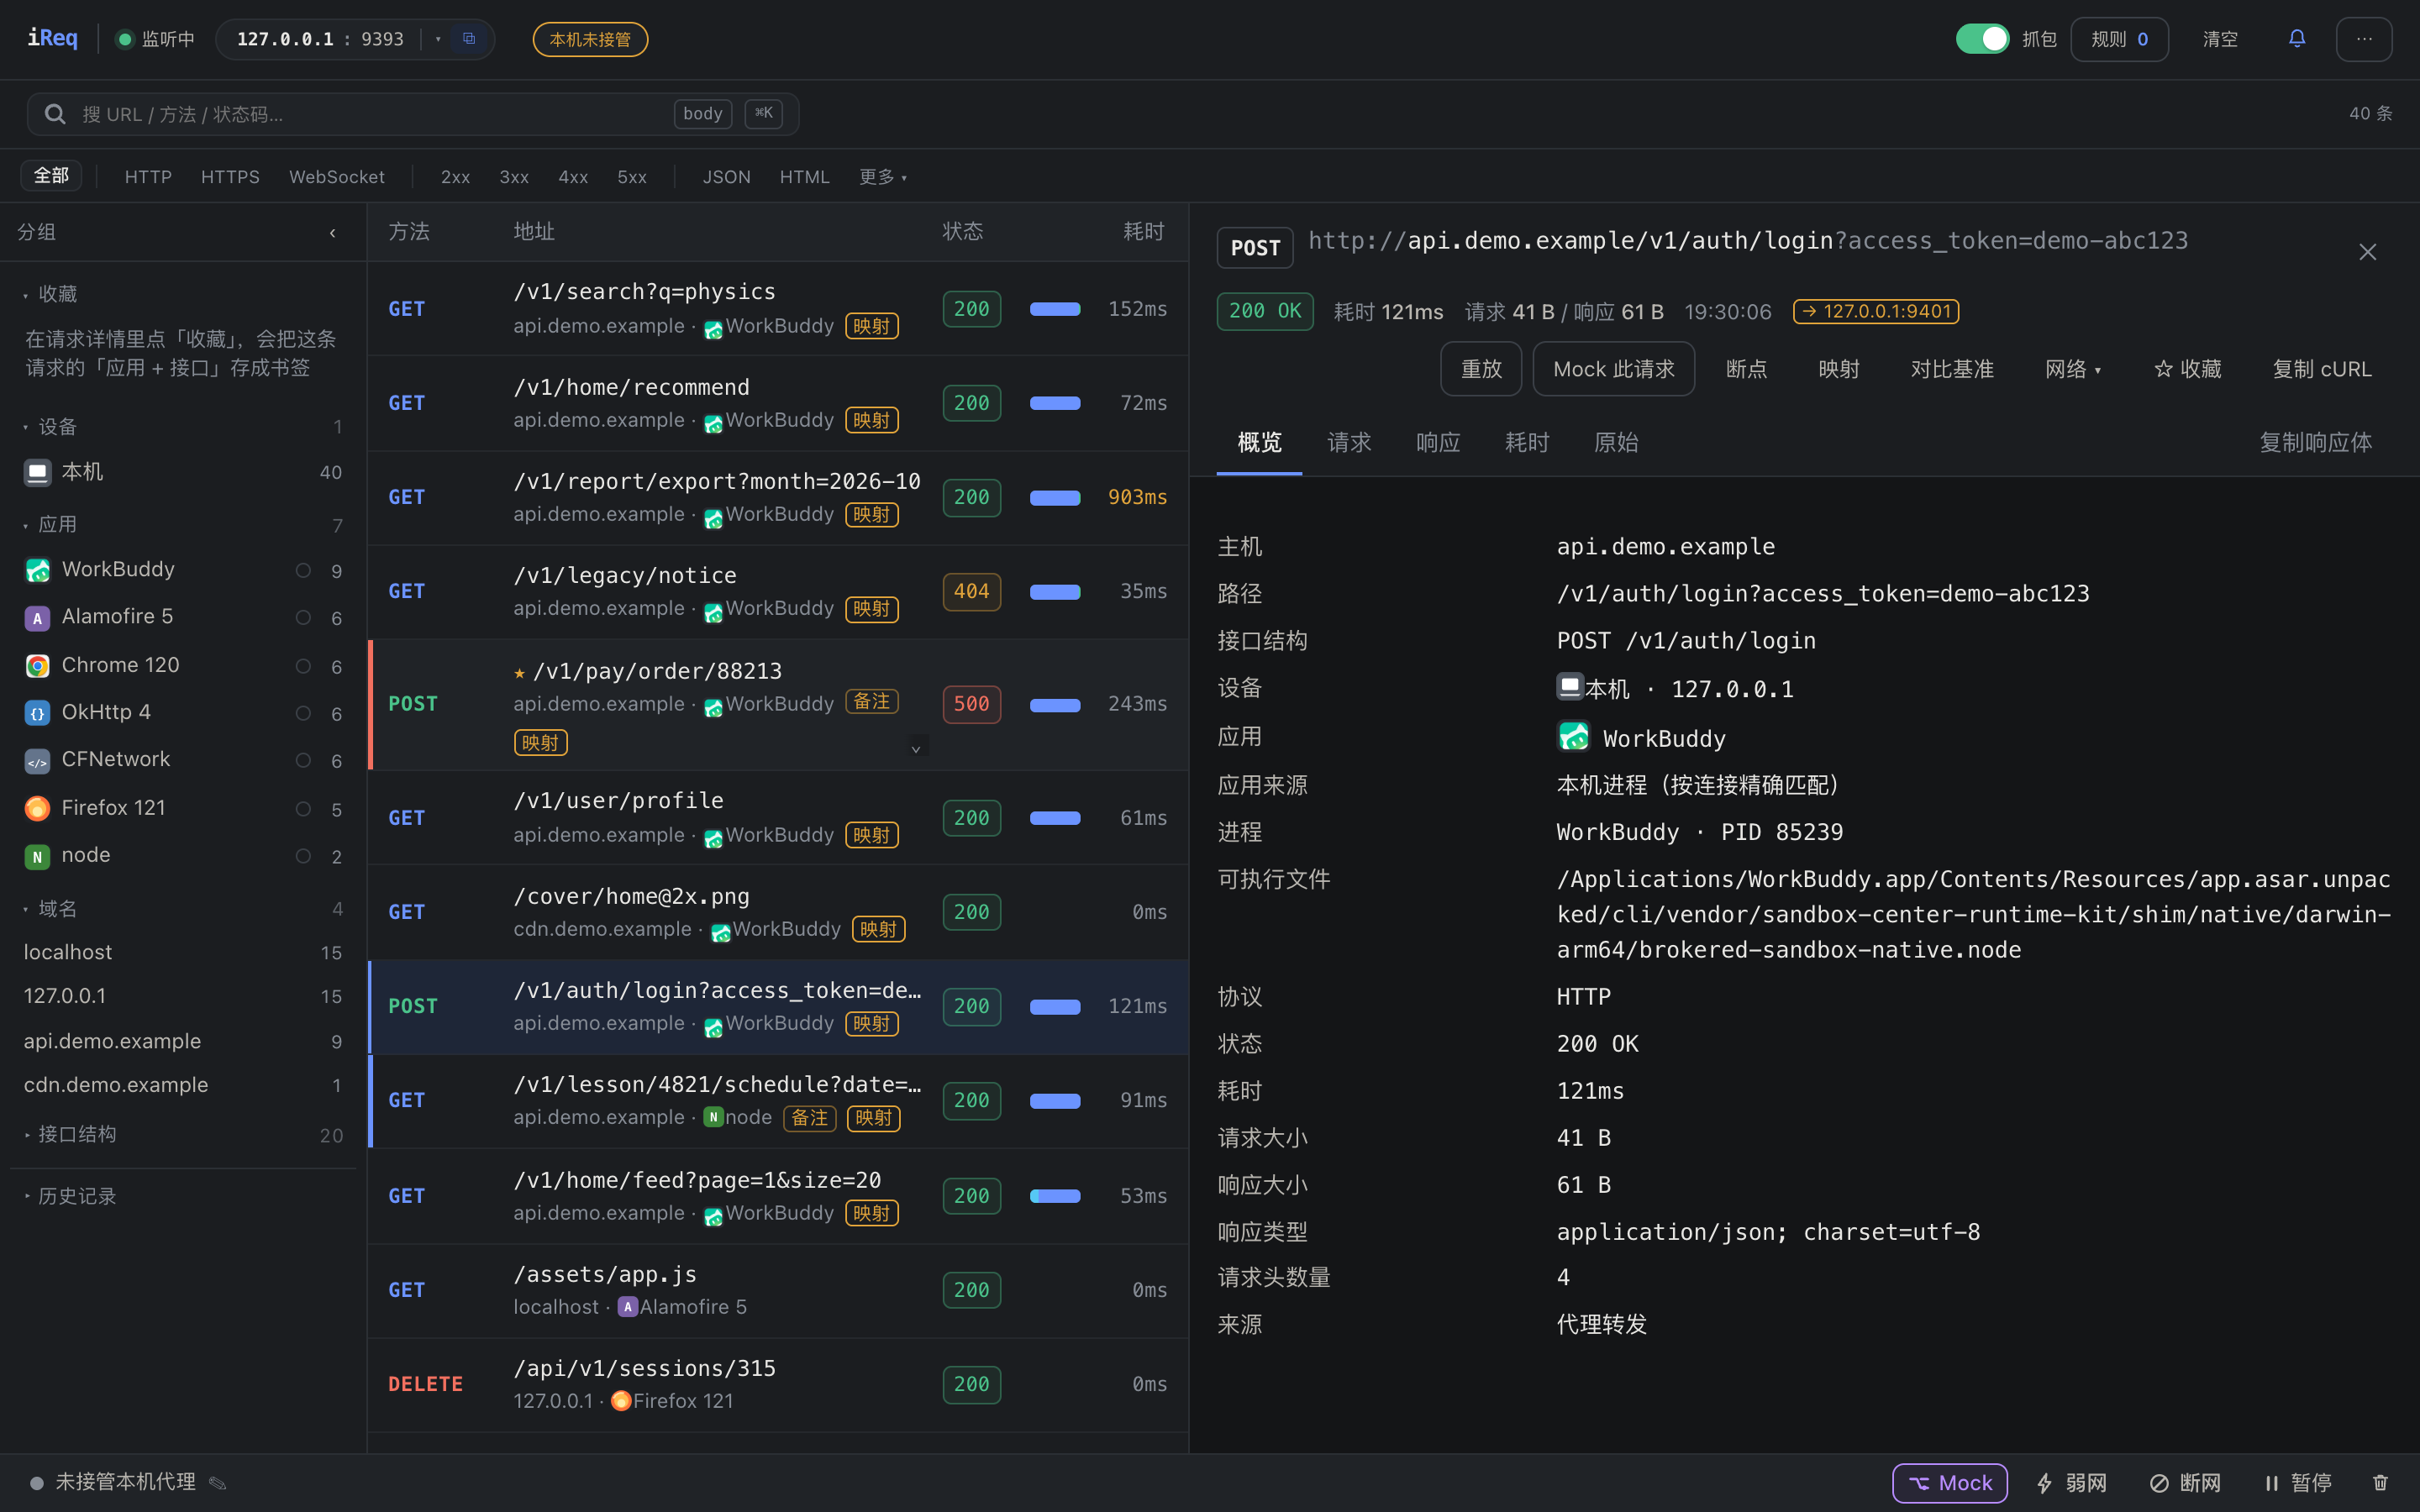 iReq 监听中 127.0.0.1 : 9393 ▾ 本机未接管 抓包 规则 0 清空 ···
搜 URL / 方法 / 状态码... body ⌘K 40 条
全部 HTTP HTTPS WebSocket 2xx 3xx 4xx 5xx JSON HTML 更多 ▾
分组 ‹
▾ 收藏
在请求详情里点「收藏」，会把这条
请求的「应用 + 接口」存成书签
▾ 设备 1
本机 40
▾ 应用 7
WorkBuddy 9
A Alamofire 5 6
Chrome 120 6
{} OkHttp 4 6
</> CFNetwork 6
Firefox 121 5
N node 2
▾ 域名 4
localhost 15
127.0.0.1 15
api.demo.example 9
cdn.demo.example 1
▸ 接口结构 20
▸ 历史记录
方法 地址 状态 耗时
GET /v1/search?q=physics 200 152ms
api.demo.example · WorkBuddy 映射
GET /v1/home/recommend 200 72ms
api.demo.example · WorkBuddy 映射
GET /v1/report/export?month=2026-10 200 903ms
api.demo.example · WorkBuddy 映射
GET /v1/legacy/notice 404 35ms
api.demo.example · WorkBuddy 映射
POST ★ /v1/pay/order/88213 500 243ms
api.demo.example · WorkBuddy 备注
映射
GET /v1/user/profile 200 61ms
api.demo.example · WorkBuddy 映射
GET /cover/home@2x.png 200 0ms
cdn.demo.example · WorkBuddy 映射
POST /v1/auth/login?access_token=de… 200 121ms
api.demo.example · WorkBuddy 映射
GET /v1/lesson/4821/schedule?date=… 200 91ms
api.demo.example · N node 备注 映射
GET /v1/home/feed?page=1&size=20 200 53ms
api.demo.example · WorkBuddy 映射
GET /assets/app.js 200 0ms
localhost · A Alamofire 5
DELETE /api/v1/sessions/315 200 0ms
127.0.0.1 · Firefox 121
POST http://api.demo.example/v1/auth/login?access_token=demo-abc123
200 OK 耗时 121ms 请求 41 B / 响应 61 B 19:30:06 → 127.0.0.1:9401
重放 Mock 此请求 断点 映射 对比基准 网络 ▾ ☆ 收藏 复制 cURL
概览 请求 响应 耗时 原始 复制响应体
主机 api.demo.example
路径 /v1/auth/login?access_token=demo-abc123
接口结构 POST /v1/auth/login
设备 本机 · 127.0.0.1
应用 WorkBuddy
应用来源 本机进程（按连接精确匹配）
进程 WorkBuddy · PID 85239
可执行文件 /Applications/WorkBuddy.app/Contents/Resources/app.asar.unpac
ked/cli/vendor/sandbox-center-runtime-kit/shim/native/darwin-
arm64/brokered-sandbox-native.node
协议 HTTP
状态 200 OK
耗时 121ms
请求大小 41 B
响应大小 61 B
响应类型 application/json; charset=utf-8
请求头数量 4
来源 代理转发
未接管本机代理 Mock 弱网 断网 暂停